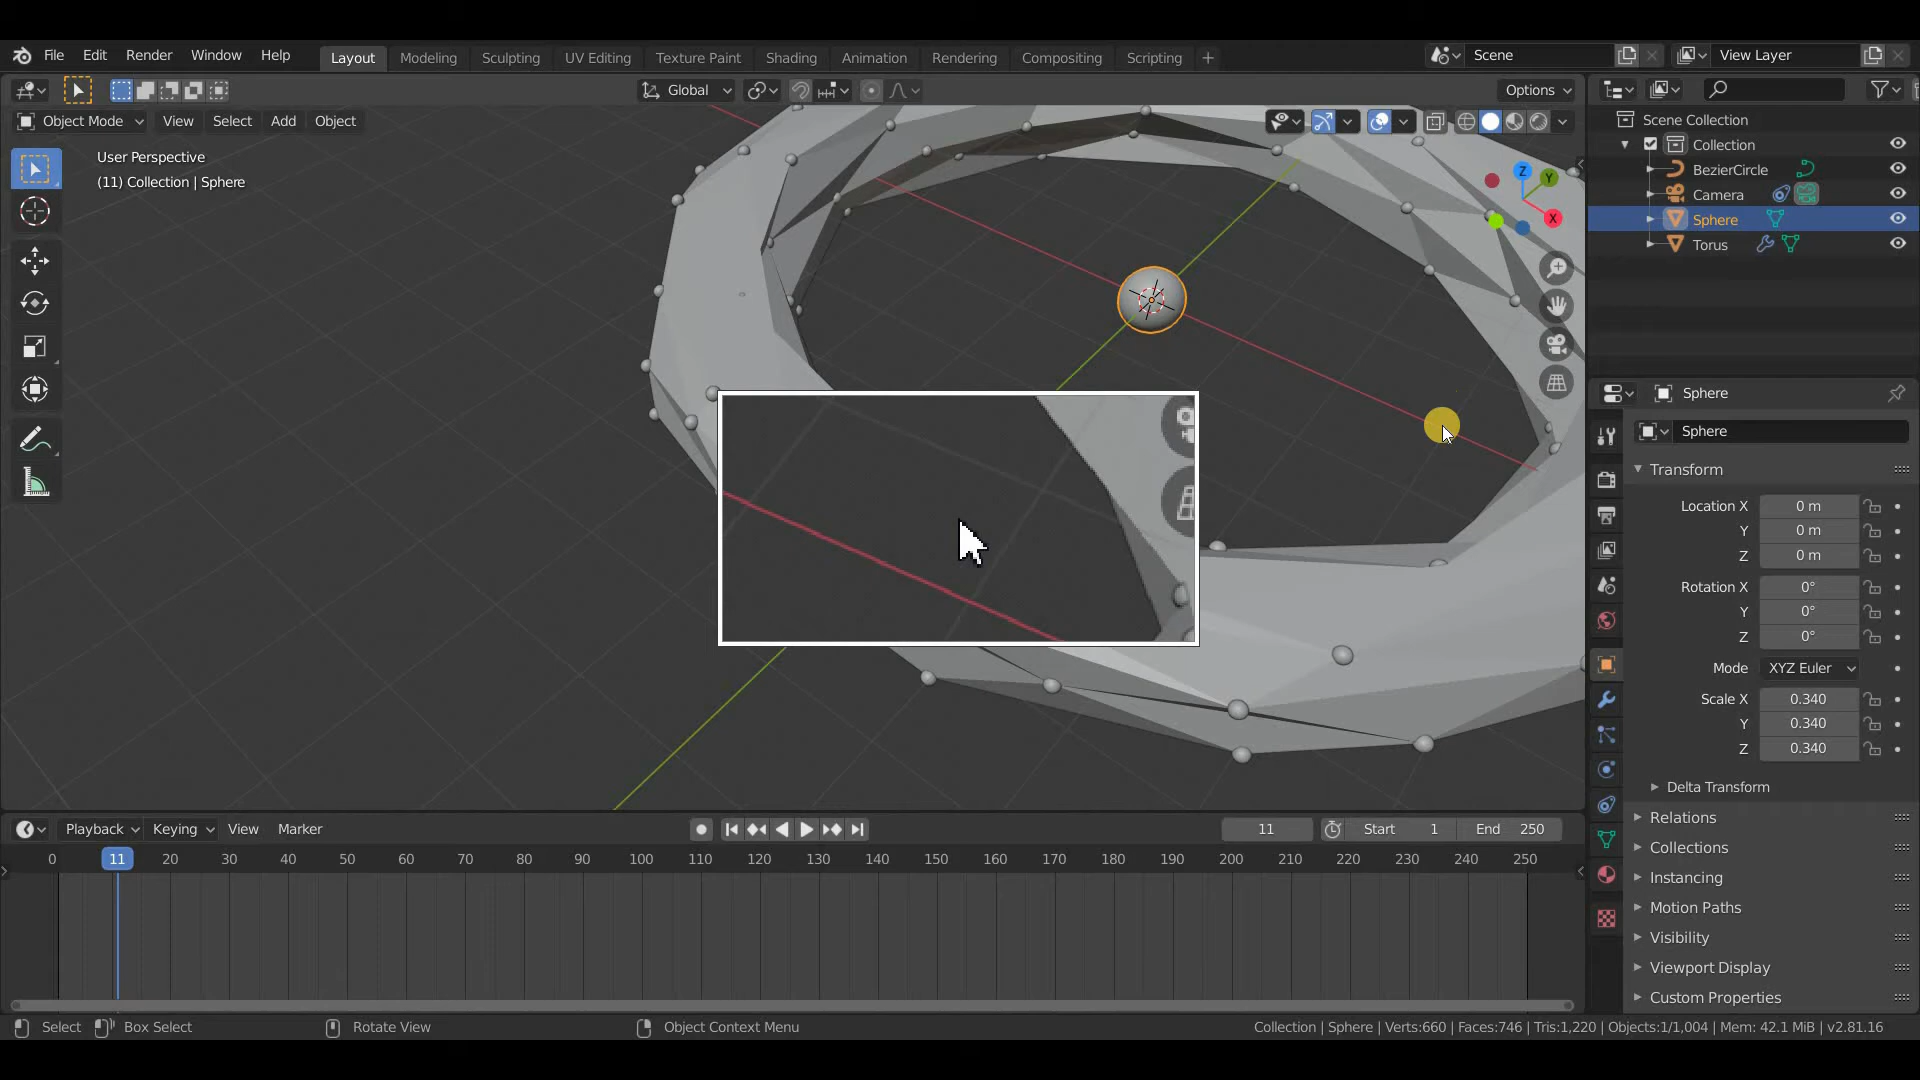 File Edit Render Window Help Layout Modeling Sculpting UV Editing Texture Paint Shading Animation Rendering Compositing Scripting + Scene View Layer
Global Options
Object Mode View Select Add Object
User Perspective
(11) Collection | Sphere
Z
Y
X
Scene Collection
Collection
BezierCircle
Camera
Sphere
Torus
Sphere
Sphere
Transform
Location X 0 m
Y 0 m
Z 0 m
Rotation X 0°
Y 0°
Z 0°
Mode XYZ Euler
Scale X 0.340
Y 0.340
Z 0.340
Delta Transform
Relations
Collections
Instancing
Motion Paths
Visibility
Viewport Display
Custom Properties
Playback Keying View Marker 11 Start 1 End 250
0 11 20 30 40 50 60 70 80 90 100 110 120 130 140 150 160 170 180 190 200 210 220 230 240 250
Select Box Select Rotate View Object Context Menu Collection | Sphere | Verts:660 | Faces:746 | Tris:1,220 | Objects:1/1,004 | Mem: 42.1 MiB | v2.81.16